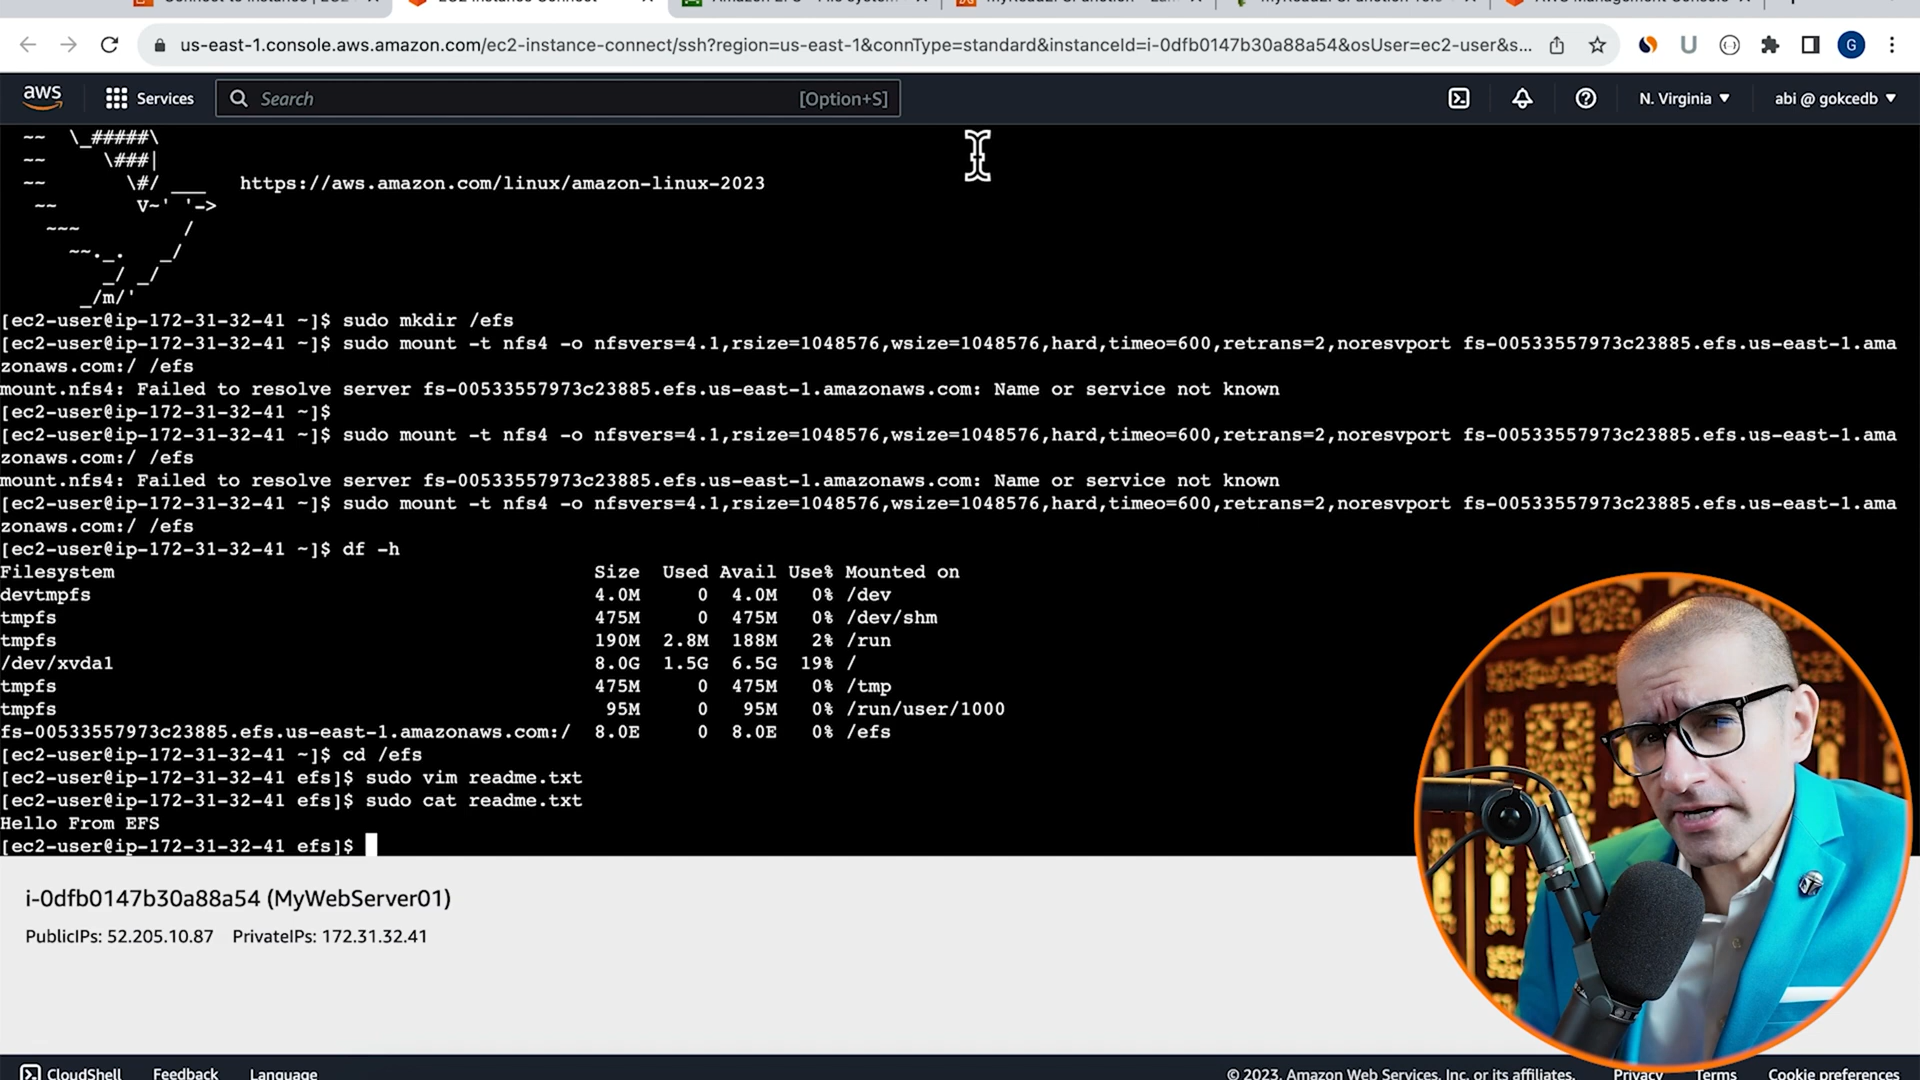 us-east-1.console.aws.amazon.com/ec2-instance-connect/ssh?region=us-east-1&connType=standard&instanceId=i-0dfb0147b30a88a54&osUser=ec2-user&s...
G
aws
Services
Search
[Option+S]
N. Virginia
abi @ gokcedb
~~ \_#####\
~~ \###|
~~ \#/ ___ https://aws.amazon.com/linux/amazon-linux-2023
~~ V~' '->
~~~ /
~~._. _/
_/ _/
_/m/'
[ec2-user@ip-172-31-32-41 ~]$ sudo mkdir /efs
[ec2-user@ip-172-31-32-41 ~]$ sudo mount -t nfs4 -o nfsvers=4.1,rsize=1048576,wsize=1048576,hard,timeo=600,retrans=2,noresvport fs-00533557973c23885.efs.us-east-1.ama
zonaws.com:/ /efs
mount.nfs4: Failed to resolve server fs-00533557973c23885.efs.us-east-1.amazonaws.com: Name or service not known
[ec2-user@ip-172-31-32-41 ~]$
[ec2-user@ip-172-31-32-41 ~]$ sudo mount -t nfs4 -o nfsvers=4.1,rsize=1048576,wsize=1048576,hard,timeo=600,retrans=2,noresvport fs-00533557973c23885.efs.us-east-1.ama
zonaws.com:/ /efs
mount.nfs4: Failed to resolve server fs-00533557973c23885.efs.us-east-1.amazonaws.com: Name or service not known
[ec2-user@ip-172-31-32-41 ~]$ sudo mount -t nfs4 -o nfsvers=4.1,rsize=1048576,wsize=1048576,hard,timeo=600,retrans=2,noresvport fs-00533557973c23885.efs.us-east-1.ama
zonaws.com:/ /efs
[ec2-user@ip-172-31-32-41 ~]$ df -h
Filesystem Size Used Avail Use% Mounted on
devtmpfs 4.0M 0 4.0M 0% /dev
tmpfs 475M 0 475M 0% /dev/shm
tmpfs 190M 2.8M 188M 2% /run
/dev/xvda1 8.0G 1.5G 6.5G 19% /
tmpfs 475M 0 475M 0% /tmp
tmpfs 95M 0 95M 0% /run/user/1000
fs-00533557973c23885.efs.us-east-1.amazonaws.com:/ 8.0E 0 8.0E 0% /efs
[ec2-user@ip-172-31-32-41 ~]$ cd /efs
[ec2-user@ip-172-31-32-41 efs]$ sudo vim readme.txt
[ec2-user@ip-172-31-32-41 efs]$ sudo cat readme.txt
Hello From EFS
[ec2-user@ip-172-31-32-41 efs]$
i-0dfb0147b30a88a54 (MyWebServer01)
PublicIPs: 52.205.10.87 PrivateIPs: 172.31.32.41
CloudShell Feedback Language
© 2023, Amazon Web Services, Inc. or its affiliates. Privacy Terms Cookie preferences